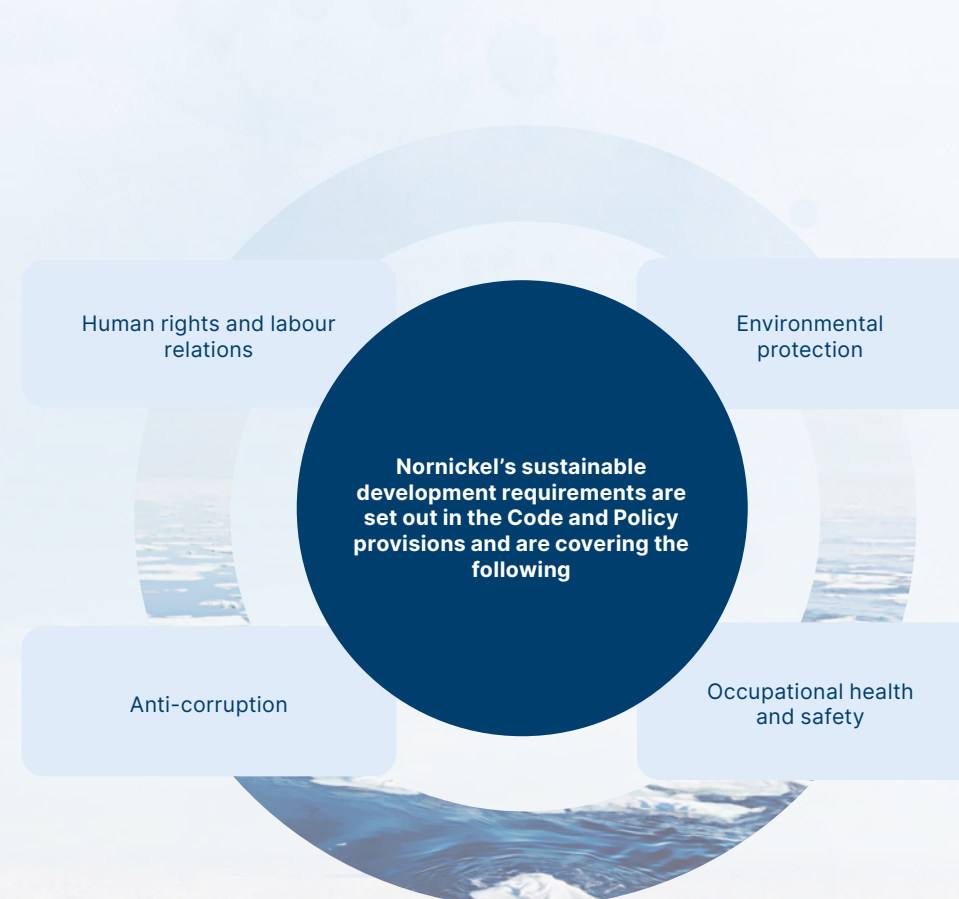 Human rights and labour
relations
Environmental
protection
Nornickel’s sustainable
development requirements are
set out in the Code and Policy
provisions and are covering the
following
Anti-corruption
Occupational health
and safety